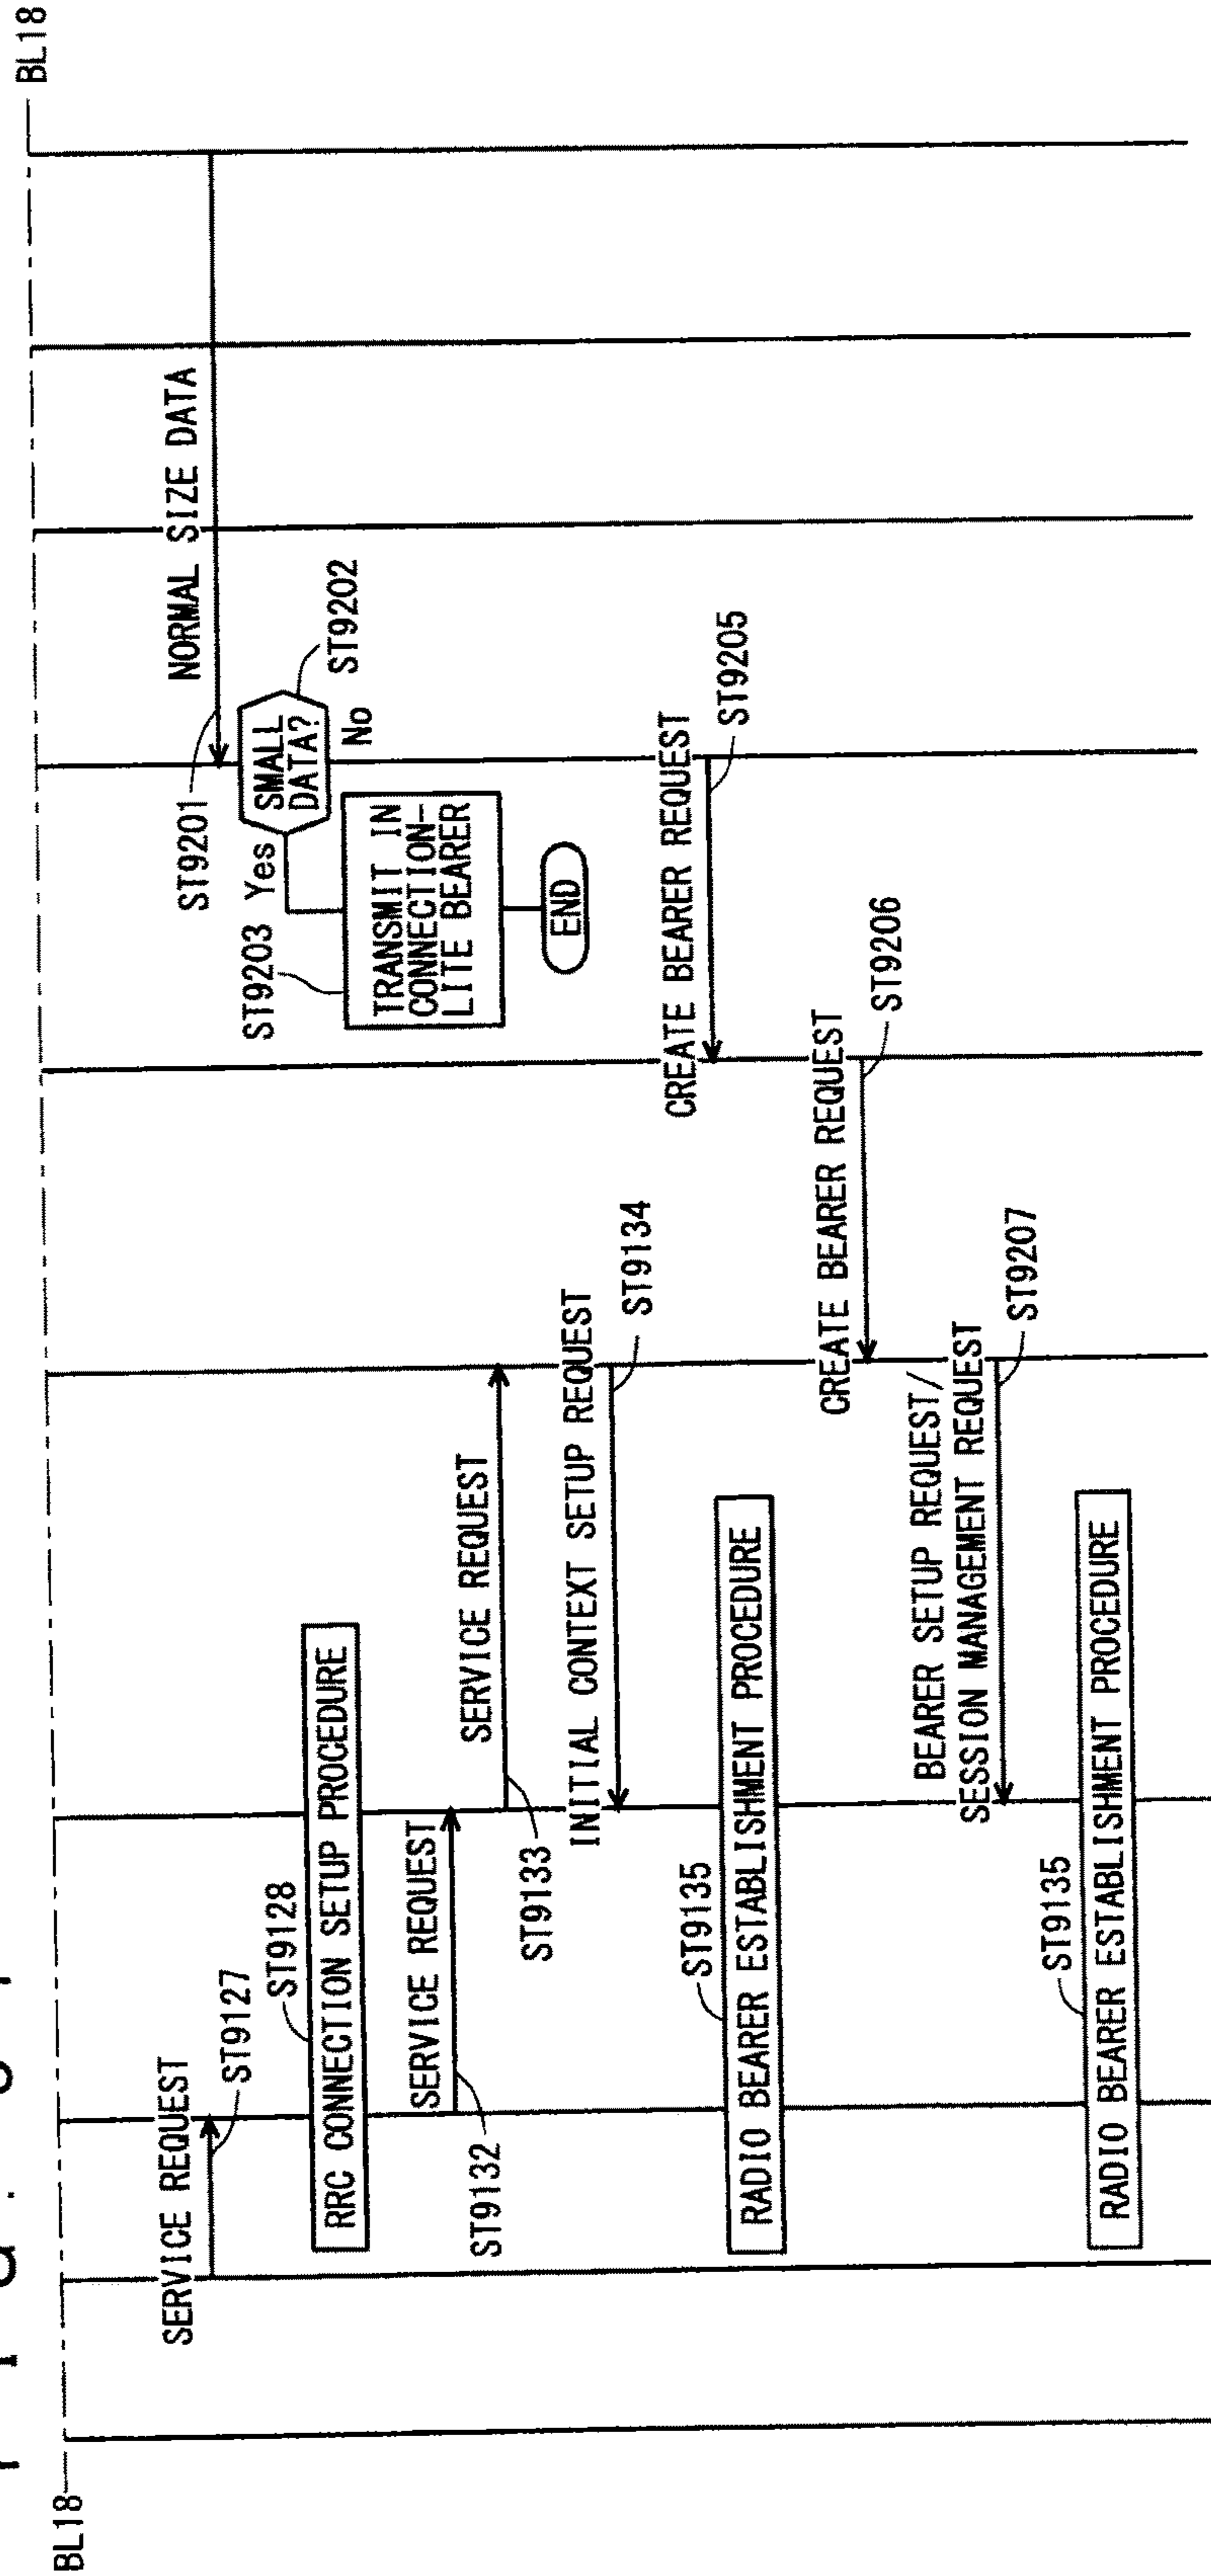 BL18
BL18
SERVICE REQUEST
ST9127
NORMAL SIZE DATA
ST9201
ST9128
RRC CONNECTION SETUP PROCEDURE
SMALL
DATA?
ST9202
Yes
No
ST9203
TRANSMIT IN
CONNECTION-
LITE BEARER
END
SERVICE REQUEST
ST9132
SERVICE REQUEST
ST9133
INITIAL CONTEXT SETUP REQUEST
ST9134
ST9135
RADIO BEARER ESTABLISHMENT PROCEDURE
CREATE BEARER REQUEST
ST9205
CREATE BEARER REQUEST
ST9206
BEARER SETUP REQUEST/
SESSION MANAGEMENT REQUEST
ST9207
ST9135
RADIO BEARER ESTABLISHMENT PROCEDURE